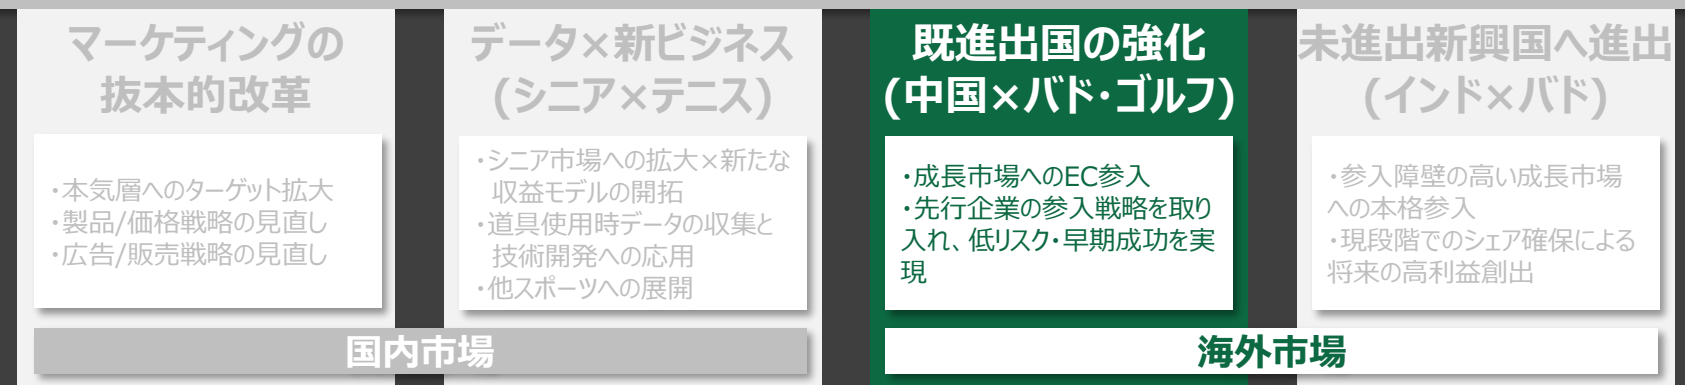 マーケティングの
抜本的改革
・本気層へのターゲット拡大
・製品/価格戦略の見直し
・広告/販売戦略の見直し
データ×新ビジネス
(シニア×テニス)
・シニア市場への拡大×新たな
収益モデルの開拓
・道具使用時データの収集と
技術開発への応用
・他スポーツへの展開
国内市場
既進出国の強化
(中国×バド・ゴルフ)
・成長市場へのEC参入
・先行企業の参入戦略を取り
入れ、低リスク・早期成功を実
現
未進出新興国へ進出
(インド×バド)
・参入障壁の高い成長市場
への本格参入
・現段階でのシェア確保による
将来の高利益創出
海外市場